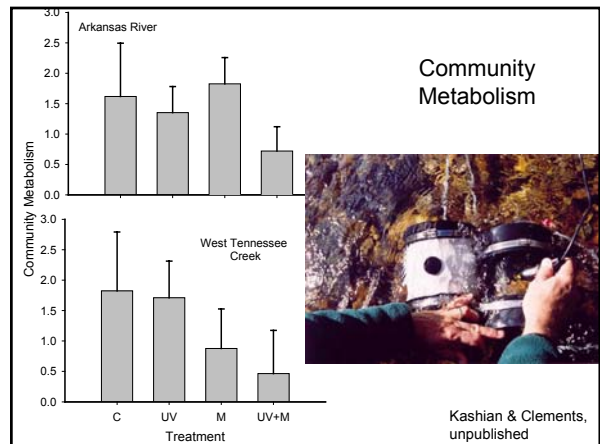 Arkansas River
3.0
2.5
2.0
1.5
1.0
0.5
0.0
Community
Metabolism
Community Metabolism
West Tennessee
Creek
3.0
2.5
2.0
1.5
1.0
0.5
0.0
C UV M UV+M
Treatment
Kashian & Clements,
unpublished